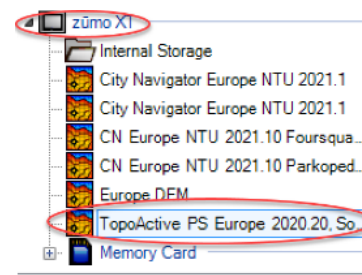 zūmo XT
Internal Storage
City Navigator Europe NTU 2021.1
City Navigator Europe NTU 2021.1
CN Europe NTU 2021.10 Foursqua...
CN Europe NTU 2021.10 Parkoped...
Europe DEM
TopoActive PS Europe 2020.20, So...
Memory Card